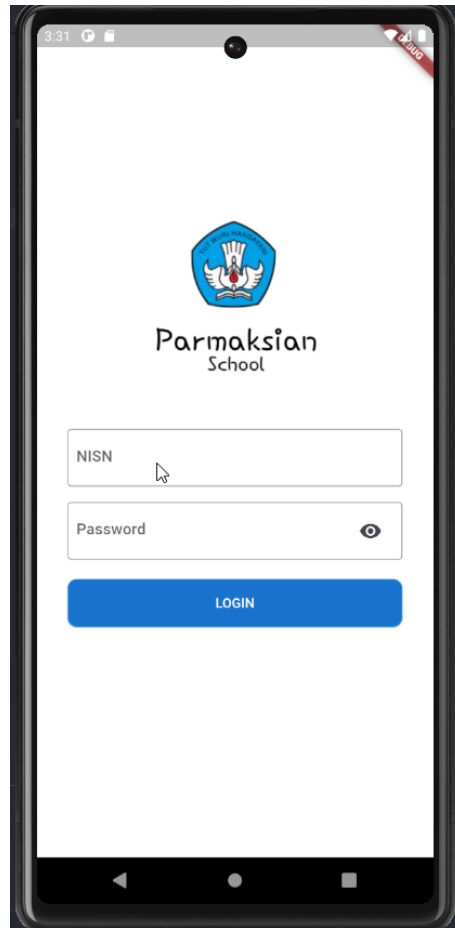 3:31
DEBUG
TUT WURI HANDAYANI
Parmaksian
School
NISN
Password
LOGIN